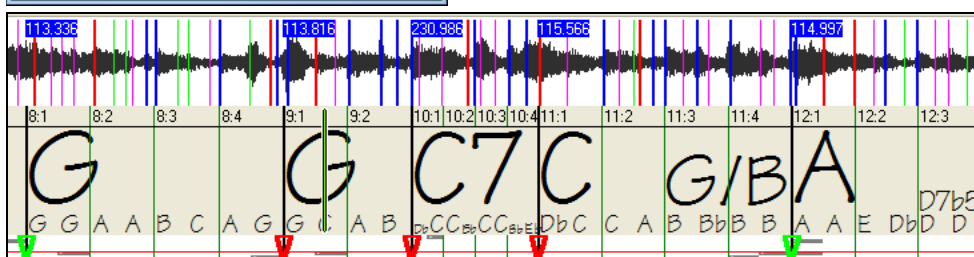 113.336 113.816 230.986 115.566 114.997
8:1 8:2 8:3 8:4 9:1 9:2 10:1 10:2 10:3 10:4 11:1 11:2 11:3 11:4 12:1 12:2 12:3
G G C7 C G/B A D7b5
G G A A B C A G G C A B Db C C Bb C C Bb E Db C C A B Bb B B A A E Db D D